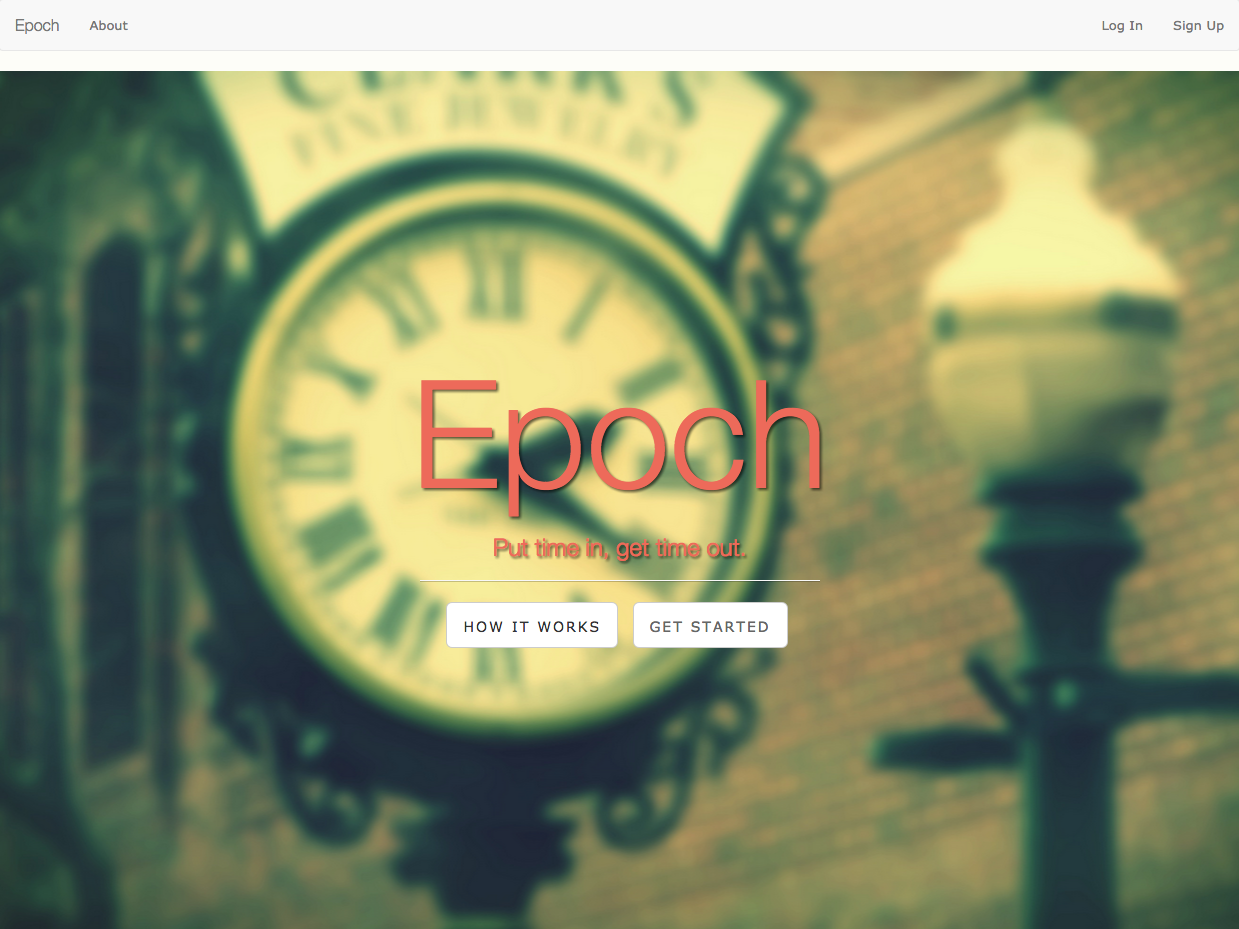 Epoch About Log In Sign Up
FINE JEWELRY
XII
Epoch
Put time in, get time out.
HOW IT WORKS GET STARTED